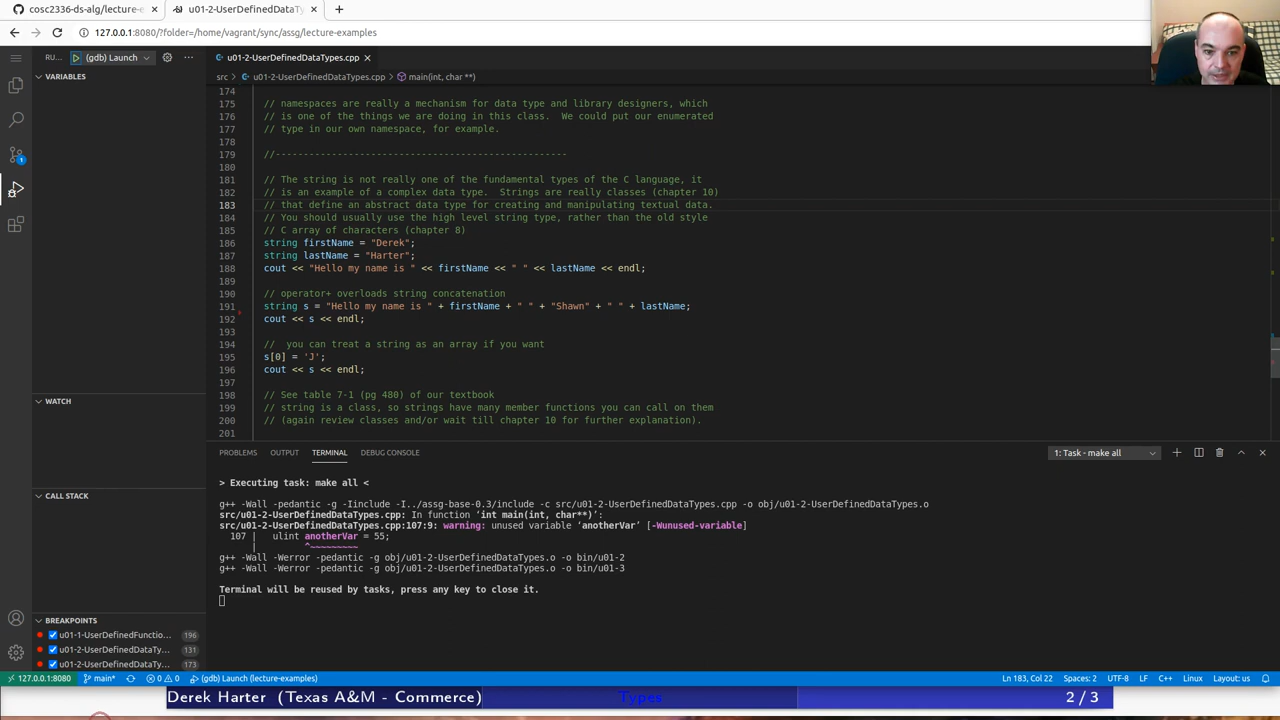 cosc2336-ds-alg/lecture-e
u01-2-UserDefinedDataT
127.0.0.1:8080/?folder=/home/vagrant/sync/assg/lecture-examples
RU...
(gdb) Launch
u01-2-UserDefinedDataTypes.cpp
VARIABLES
src > u01-2-UserDefinedDataTypes.cpp > main(int, char **)
174
175 // namespaces are really a mechanism for data type and library designers, which
176 // is one of the things we are doing in this class.  We could put our enumerated
177 // type in our own namespace, for example.
178
179 //----------------------------------------------------
180
181 // The string is not really one of the fundamental types of the C language, it
182 // is an example of a complex data type.  Strings are really classes (chapter 10)
183 // that define an abstract data type for creating and manipulating textual data.
184 // You should usually use the high level string type, rather than the old style
185 // C array of characters (chapter 8)
186 string firstName = "Derek";
187 string lastName = "Harter";
188 cout << "Hello my name is " << firstName << " " << lastName << endl;
189
190 // operator+ overloads string concatenation
191 string s = "Hello my name is " + firstName + " " + "Shawn" + " " + lastName;
192 cout << s << endl;
193
194 //  you can treat a string as an array if you want
195 s[0] = 'J';
196 cout << s << endl;
197
198 // See table 7-1 (pg 480) of our textbook
199 // string is a class, so strings have many member functions you can call on them
200 // (again review classes and/or wait till chapter 10 for further explanation).
201
WATCH
CALL STACK
BREAKPOINTS
u01-1-UserDefinedFunctio... 196
u01-2-UserDefinedDataTy... 131
u01-2-UserDefinedDataTy... 173
PROBLEMS OUTPUT TERMINAL DEBUG CONSOLE
1: Task - make all
> Executing task: make all <
g++ -Wall -pedantic -g -Iinclude -I../assg-base-0.3/include -c src/u01-2-UserDefinedDataTypes.cpp -o obj/u01-2-UserDefinedDataTypes.o
src/u01-2-UserDefinedDataTypes.cpp: In function ‘int main(int, char**)’:
src/u01-2-UserDefinedDataTypes.cpp:107:9: warning: unused variable ‘anotherVar’ [-Wunused-variable]
107 |   ulint anotherVar = 55;
|         ^~~~~~~~~~
g++ -Wall -Werror -pedantic -g obj/u01-2-UserDefinedDataTypes.o -o bin/u01-2
g++ -Wall -Werror -pedantic -g obj/u01-2-UserDefinedDataTypes.o -o bin/u01-3
Terminal will be reused by tasks, press any key to close it.
127.0.0.1:8080 main* 0 0 (gdb) Launch (lecture-examples) Ln 183, Col 22 Spaces: 2 UTF-8 LF C++ Linux Layout: us
Derek Harter (Texas A&M - Commerce) Types 2 / 3